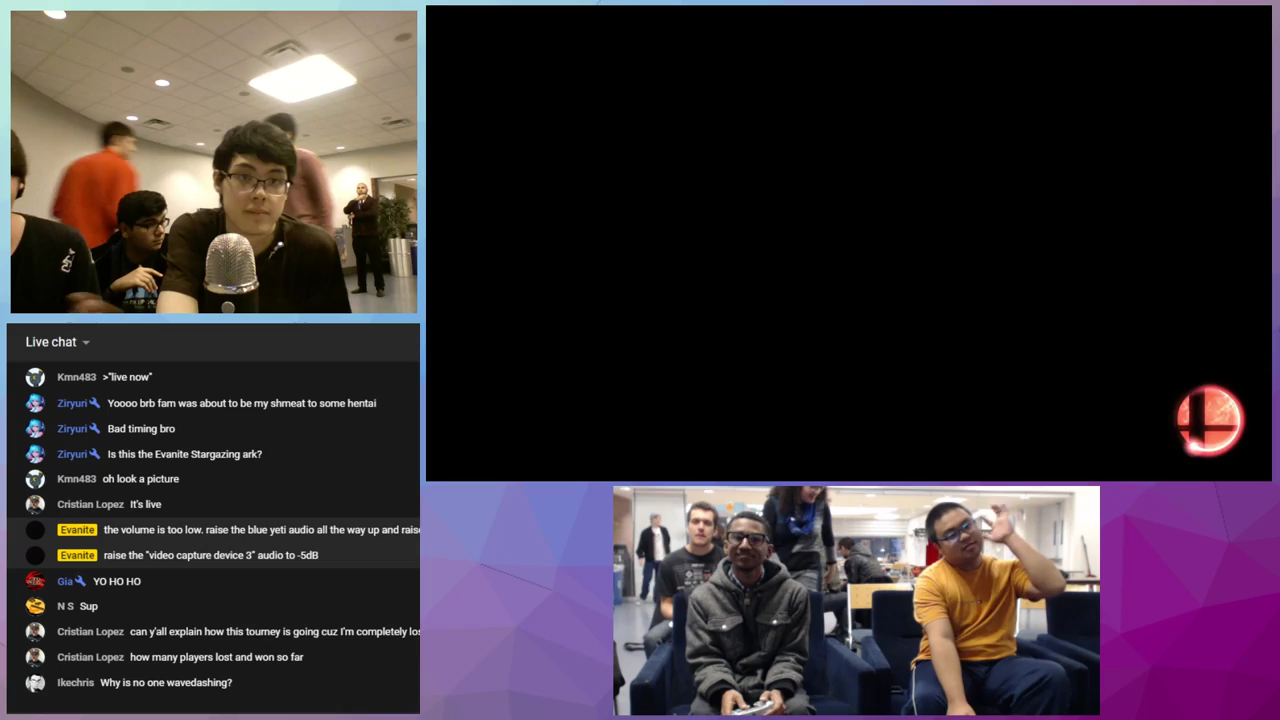 Live chat
Kmn483 >"live now"
Ziryuri Yoooo brb fam was about to be my shmeat to some hentai
Ziryuri Bad timing bro
Ziryuri Is this the Evanite Stargazing ark?
Kmn483 oh look a picture
Cristian Lopez It's live
Evanite the volume is too low. raise the blue yeti audio all the way up and raise
Evanite raise the "video capture device 3" audio to -5dB
Gia YO HO HO
N S Sup
Cristian Lopez can y'all explain how this tourney is going cuz I'm completely los
Cristian Lopez how many players lost and won so far
Ikechris Why is no one wavedashing?